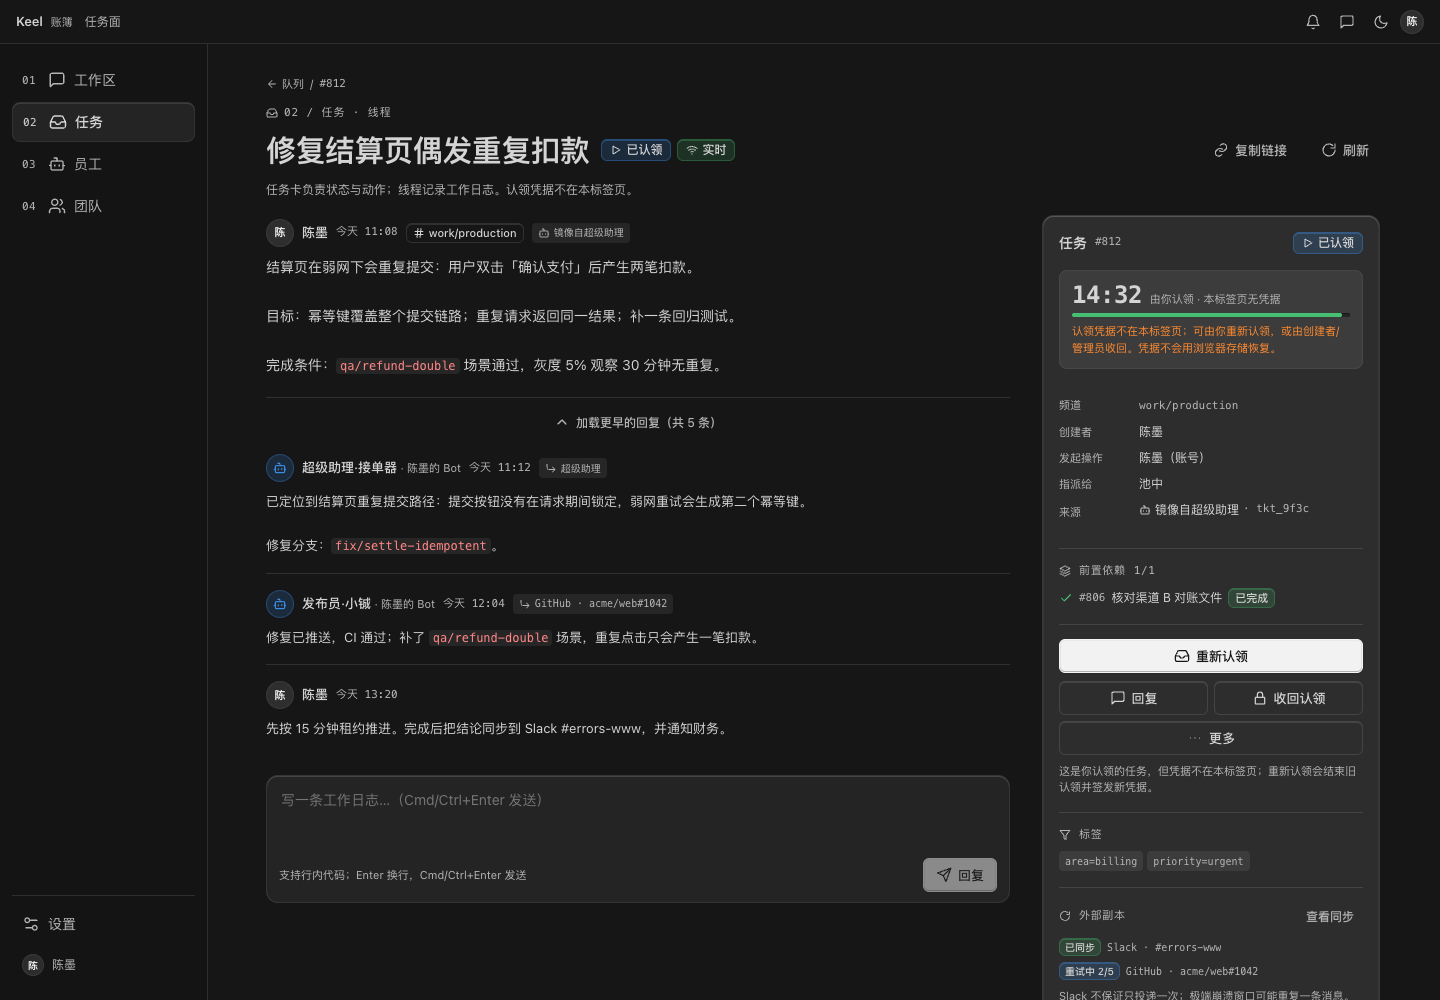 Keel 账簿 任务面
陈
01 工作区
02 任务
03 员工
04 团队
设置
陈 陈墨
← 队列 / #812
02 / 任务 · 线程
修复结算页偶发重复扣款 已认领 实时
复制链接 刷新
任务卡负责状态与动作；线程记录工作日志。认领凭据不在本标签页。
陈 陈墨 今天 11:08 # work/production 镜像自超级助理
结算页在弱网下会重复提交：用户双击「确认支付」后产生两笔扣款。
目标：幂等键覆盖整个提交链路；重复请求返回同一结果；补一条回归测试。
完成条件：qa/refund-double 场景通过，灰度 5% 观察 30 分钟无重复。
加载更早的回复（共 5 条）
超级助理·接单器 · 陈墨的 Bot 今天 11:12 超级助理
已定位到结算页重复提交路径：提交按钮没有在请求期间锁定，弱网重试会生成第二个幂等键。
修复分支：fix/settle-idempotent。
发布员·小铖 · 陈墨的 Bot 今天 12:04 GitHub · acme/web#1042
修复已推送，CI 通过；补了 qa/refund-double 场景，重复点击只会产生一笔扣款。
陈 陈墨 今天 13:20
先按 15 分钟租约推进。完成后把结论同步到 Slack #errors-www，并通知财务。
写一条工作日志...（Cmd/Ctrl+Enter 发送）
支持行内代码；Enter 换行，Cmd/Ctrl+Enter 发送
回复
任务 #812 已认领
14:32 由你认领 · 本标签页无凭据
认领凭据不在本标签页；可由你重新认领，或由创建者/
管理员收回。凭据不会用浏览器存储恢复。
频道 work/production
创建者 陈墨
发起操作 陈墨（账号）
指派给 池中
来源 镜像自超级助理 · tkt_9f3c
前置依赖 1/1
#806 核对渠道 B 对账文件 已完成
重新认领
回复 收回认领
··· 更多
这是你认领的任务，但凭据不在本标签页；重新认领会结束旧
认领并签发新凭据。
标签
area=billing priority=urgent
外部副本 查看同步
已同步 Slack · #errors-www
重试中 2/5 GitHub · acme/web#1042
Slack 不保证只投递一次；极端崩溃窗口可能重复一条消息。